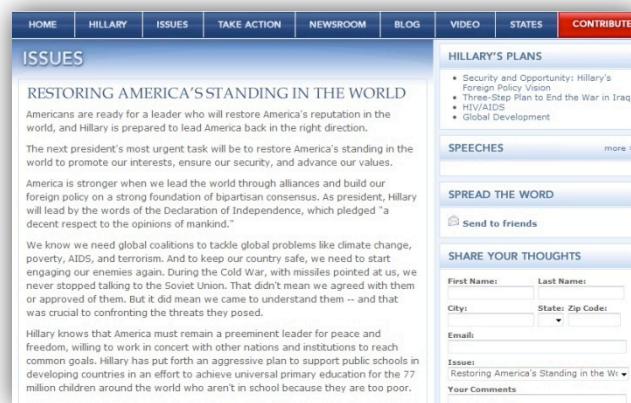 HOME HILLARY ISSUES TAKE ACTION NEWSROOM BLOG VIDEO STATES CONTRIBUTE
ISSUES
RESTORING AMERICA'S STANDING IN THE WORLD
Americans are ready for a leader who will restore America's reputation in the
world, and Hillary is prepared to lead America back in the right direction.
The next president's most urgent task will be to restore America's standing in the
world to promote our interests, ensure our security, and advance our values.
America is stronger when we lead the world through alliances and build our
foreign policy on a strong foundation of bipartisan consensus. As president, Hillary
will lead by the words of the Declaration of Independence, which pledged "a
decent respect to the opinions of mankind."
We know we need global coalitions to tackle global problems like climate change,
poverty, AIDS, and terrorism. And to keep our country safe, we need to start
engaging our enemies again. During the Cold War, with missiles pointed at us, we
never stopped talking to the Soviet Union. That didn't mean we agreed with them
or approved of them. But it did mean we came to understand them -- and that
was crucial to confronting the threats they posed.
Hillary knows that America must remain a preeminent leader for peace and
freedom, willing to work in concert with other nations and institutions to reach
common goals. Hillary has put forth an aggressive plan to support public schools in
developing countries in an effort to achieve universal primary education for the 77
million children around the world who aren't in school because they are too poor.
HILLARY'S PLANS
• Security and Opportunity: Hillary's
Foreign Policy Vision
• Three-Step Plan to End the War in Iraq
• HIV/AIDS
• Global Development
SPEECHES more
SPREAD THE WORD
Send to friends
SHARE YOUR THOUGHTS
First Name: Last Name:
City: State: Zip Code:
Email:
Issue:
Restoring America's Standing in the
Your Comments